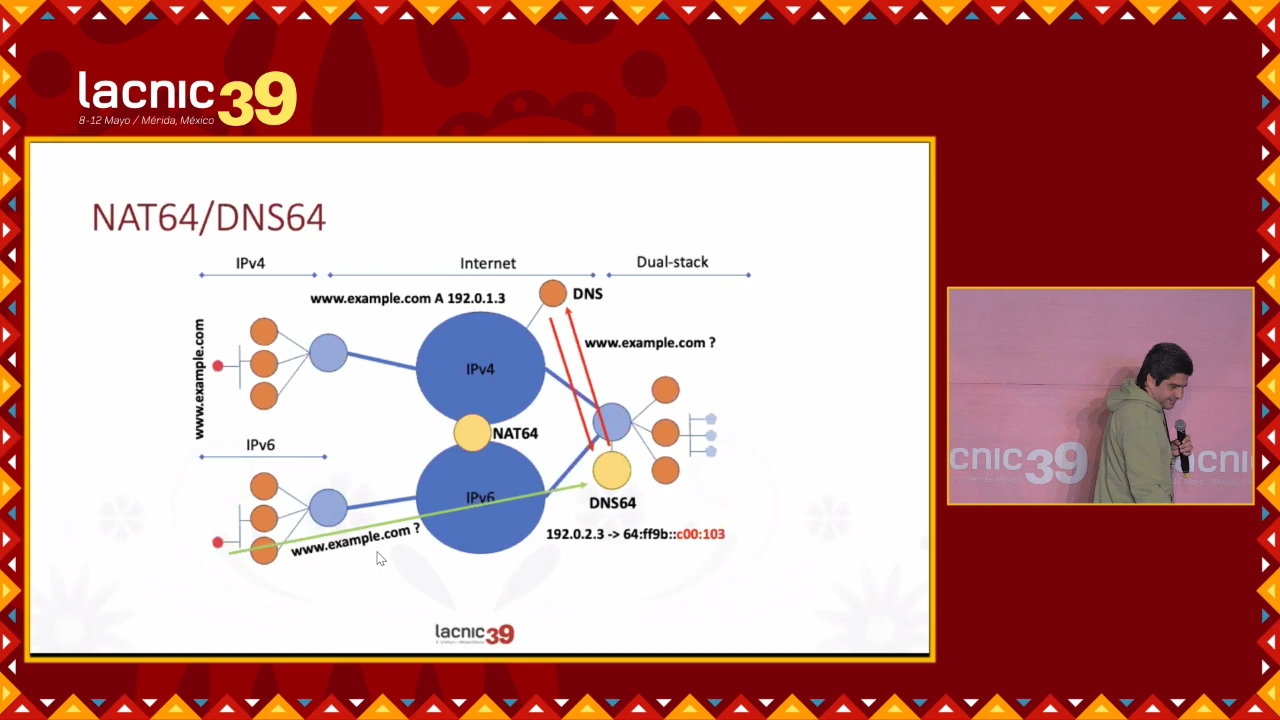 lacnic39
8-12 Mayo / Mérida, México
NAT64/DNS64
IPv4
Internet
Dual-stack
www.example.com A 192.0.1.3
DNS
www.example.com
www.example.com ?
IPv4
NAT64
IPv6
IPv6
DNS64
www.example.com ?
192.0.2.3 -> 64:ff9b::c00:103
lacnic39
cnic39
cni